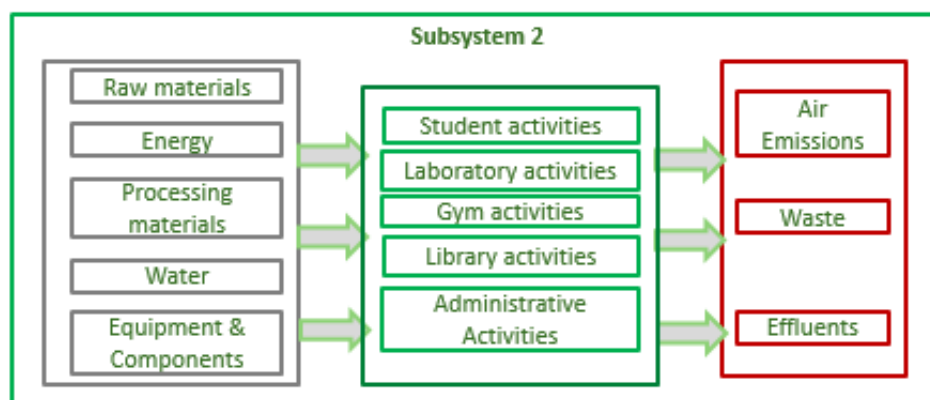 Subsystem 2
Raw materials
Energy
Processing
materials
Water
Equipment &
Components
Student activities
Laboratory activities
Gym activities
Library activities
Administrative
Activities
Air
Emissions
Waste
Effluents